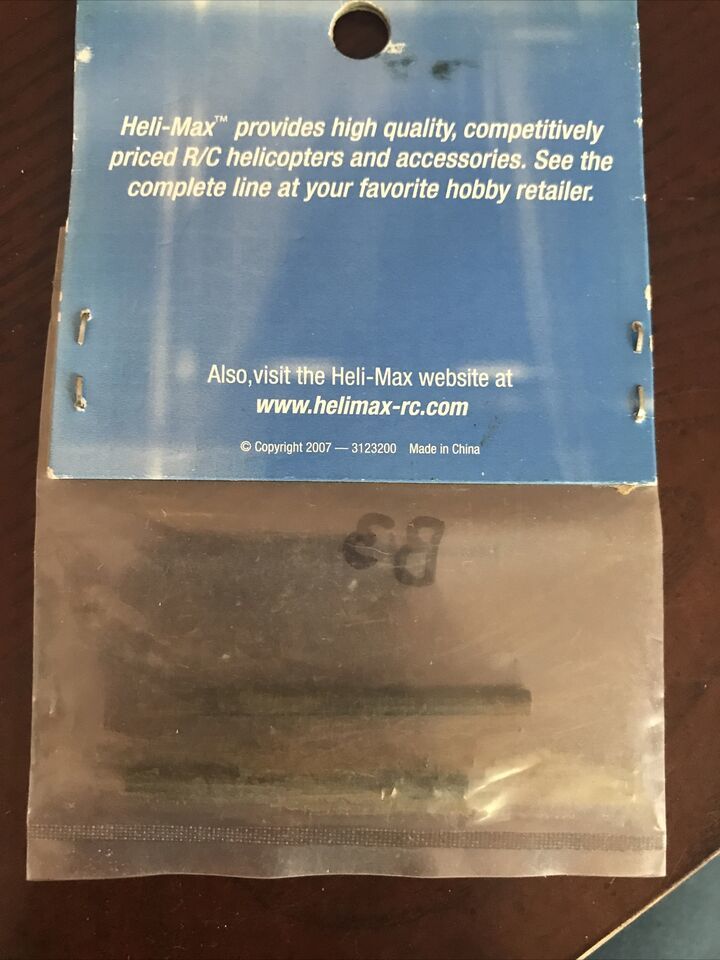 Heli-Max™ provides high quality, competitively
priced R/C helicopters and accessories. See the
complete line at your favorite hobby retailer.
Also,visit the Heli-Max website at
www.helimax-rc.com
© Copyright 2007 — 3123200 Made in China
B3